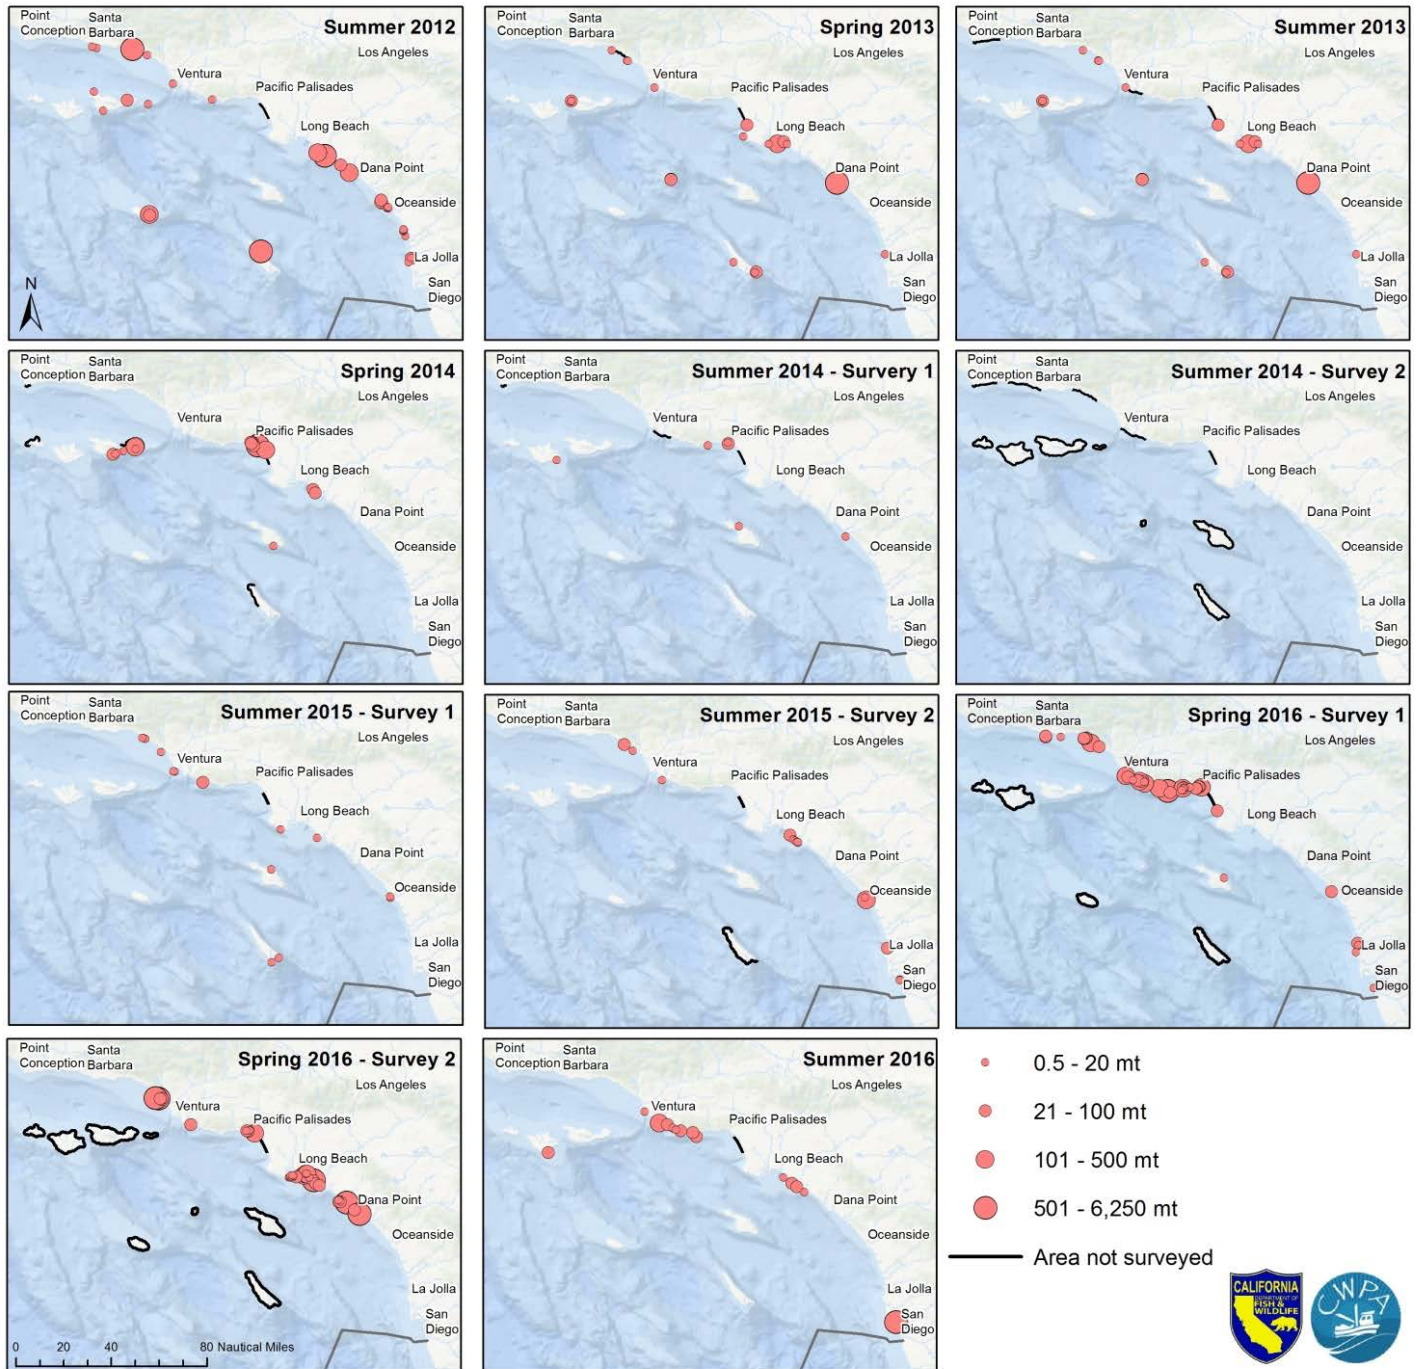 Point Conception
Santa Barbara
Summer 2012
Los Angeles
Ventura
Pacific Palisades
Long Beach
Dana Point
Oceanside
La Jolla
San Diego
N
Point Conception
Santa Barbara
Spring 2013
Los Angeles
Ventura
Pacific Palisades
Long Beach
Dana Point
Oceanside
La Jolla
San Diego
Point Conception
Santa Barbara
Summer 2013
Los Angeles
Ventura
Pacific Palisades
Long Beach
Dana Point
Oceanside
La Jolla
San Diego
Point Conception
Santa Barbara
Spring 2014
Los Angeles
Ventura
Pacific Palisades
Long Beach
Dana Point
Oceanside
La Jolla
San Diego
Point Conception
Santa Barbara
Summer 2014 - Survery 1
Los Angeles
Ventura
Pacific Palisades
Long Beach
Dana Point
Oceanside
La Jolla
San Diego
Point Conception
Santa Barbara
Summer 2014 - Survey 2
Los Angeles
Ventura
Pacific Palisades
Long Beach
Dana Point
Oceanside
La Jolla
San Diego
Point Conception
Santa Barbara
Summer 2015 - Survey 1
Los Angeles
Ventura
Pacific Palisades
Long Beach
Dana Point
Oceanside
La Jolla
San Diego
Point Conception
Santa Barbara
Summer 2015 - Survey 2
Los Angeles
Ventura
Pacific Palisades
Long Beach
Dana Point
Oceanside
La Jolla
San Diego
Point Conception
Santa Barbara
Spring 2016 - Survey 1
Los Angeles
Ventura
Pacific Palisades
Long Beach
Dana Point
Oceanside
La Jolla
San Diego
Point Conception
Santa Barbara
Spring 2016 - Survey 2
Los Angeles
Ventura
Pacific Palisades
Long Beach
Dana Point
Oceanside
La Jolla
San Diego
0 20 40 80 Nautical Miles
Point Conception
Santa Barbara
Summer 2016
Los Angeles
Ventura
Pacific Palisades
Long Beach
Dana Point
Oceanside
La Jolla
San Diego
0.5 - 20 mt
21 - 100 mt
101 - 500 mt
501 - 6,250 mt
Area not surveyed
CALIFORNIA
DEPARTMENT OF
FISH &
WILDLIFE
CWPA